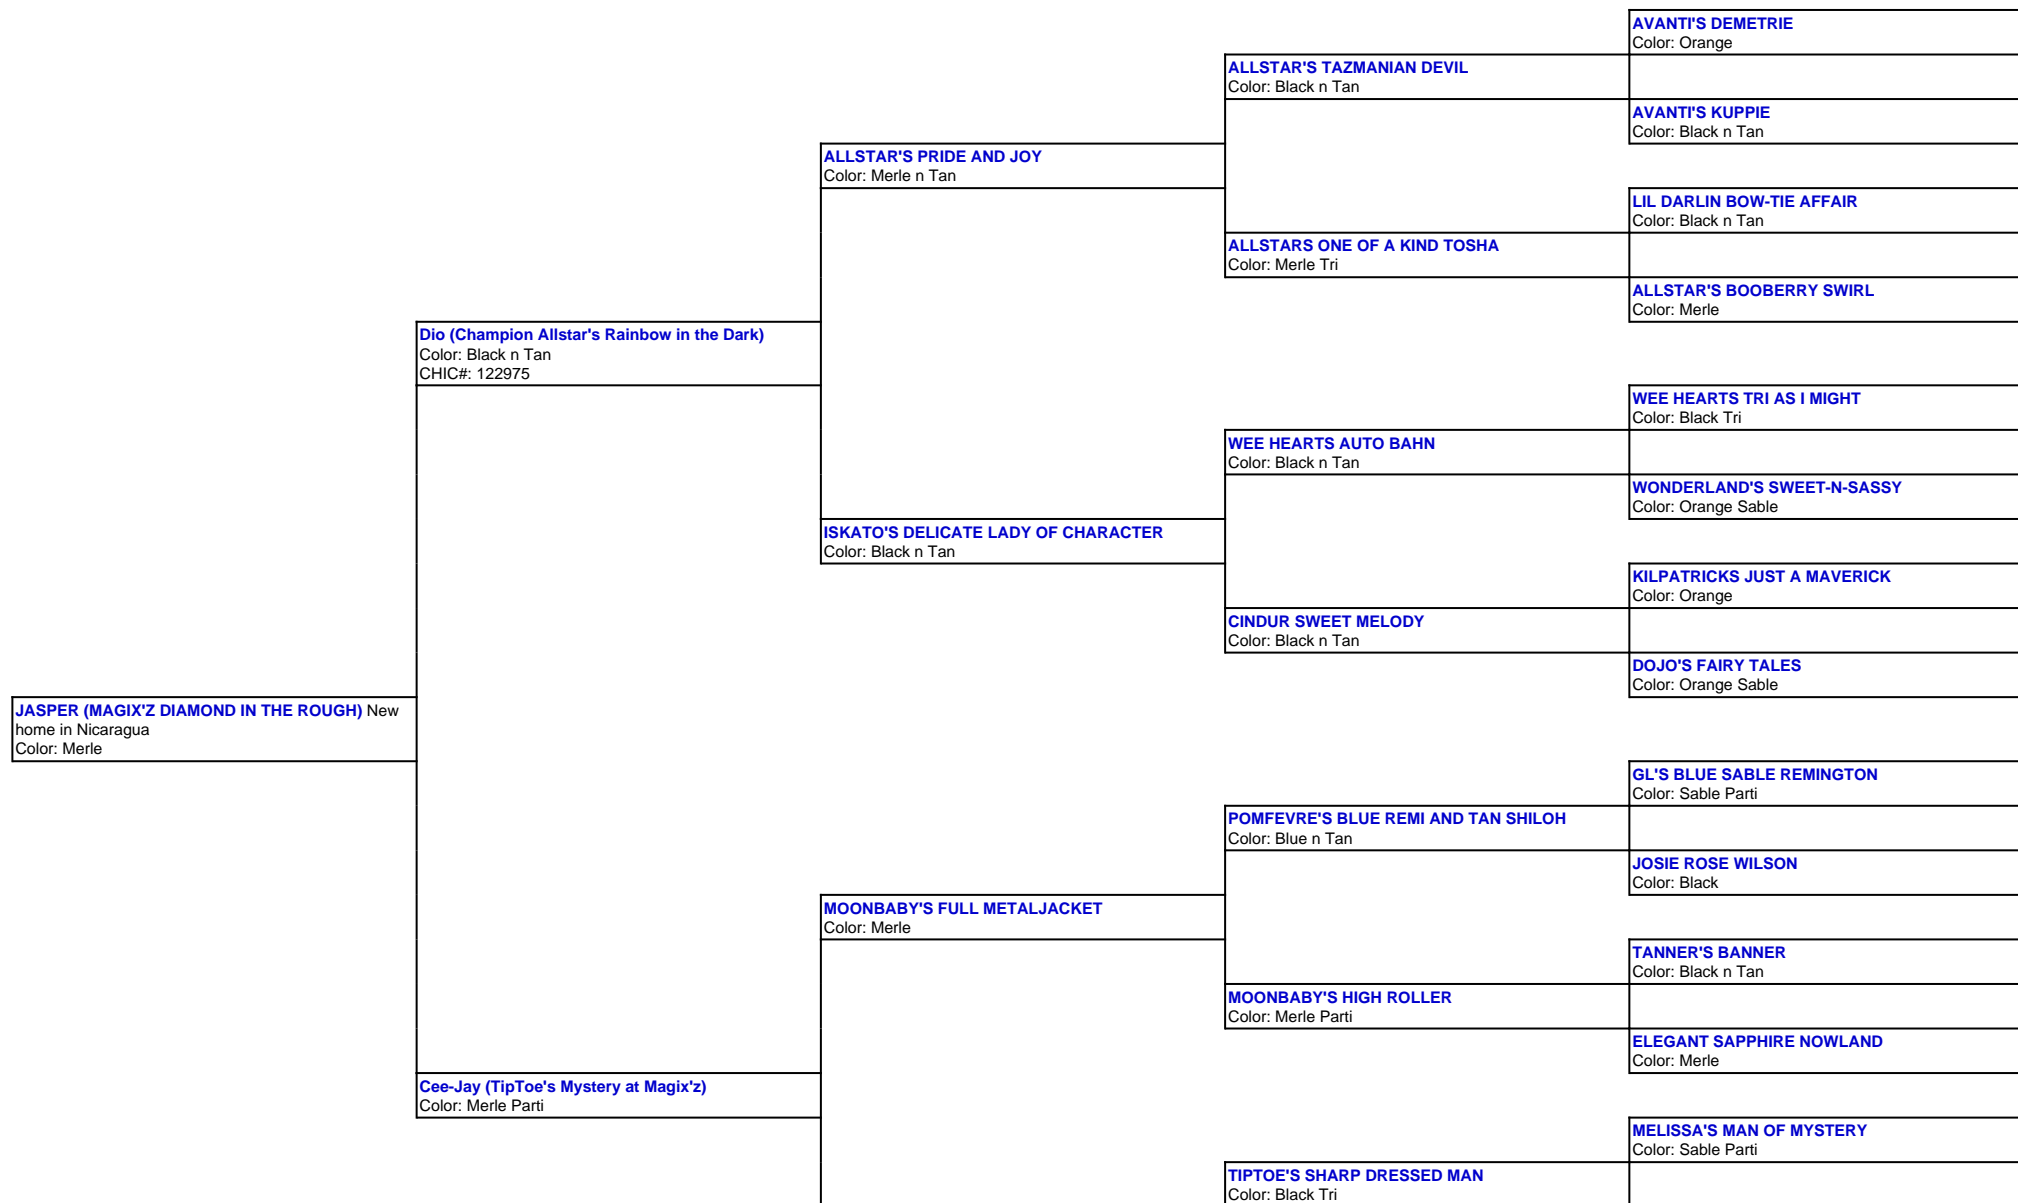 AVANTI'S DEMETRIE
Color: Orange
ALLSTAR'S TAZMANIAN DEVIL
Color: Black n Tan
AVANTI'S KUPPIE
Color: Black n Tan
ALLSTAR'S PRIDE AND JOY
Color: Merle n Tan
LIL DARLIN BOW-TIE AFFAIR
Color: Black n Tan
ALLSTARS ONE OF A KIND TOSHA
Color: Merle Tri
ALLSTAR'S BOOBERRY SWIRL
Color: Merle
Dio (Champion Allstar's Rainbow in the Dark)
Color: Black n Tan
CHIC#: 122975
WEE HEARTS TRI AS I MIGHT
Color: Black Tri
WEE HEARTS AUTO BAHN
Color: Black n Tan
WONDERLAND'S SWEET-N-SASSY
Color: Orange Sable
ISKATO'S DELICATE LADY OF CHARACTER
Color: Black n Tan
KILPATRICKS JUST A MAVERICK
Color: Orange
CINDUR SWEET MELODY
Color: Black n Tan
DOJO'S FAIRY TALES
Color: Orange Sable
JASPER (MAGIX'Z DIAMOND IN THE ROUGH) New
home in Nicaragua
Color: Merle
GL'S BLUE SABLE REMINGTON
Color: Sable Parti
POMFEVRE'S BLUE REMI AND TAN SHILOH
Color: Blue n Tan
JOSIE ROSE WILSON
Color: Black
MOONBABY'S FULL METALJACKET
Color: Merle
TANNER'S BANNER
Color: Black n Tan
MOONBABY'S HIGH ROLLER
Color: Merle Parti
ELEGANT SAPPHIRE NOWLAND
Color: Merle
Cee-Jay (TipToe's Mystery at Magix'z)
Color: Merle Parti
MELISSA'S MAN OF MYSTERY
Color: Sable Parti
TIPTOE'S SHARP DRESSED MAN
Color: Black Tri